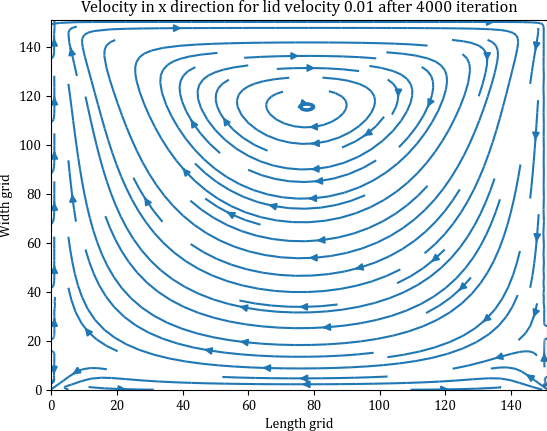 Velocity in x direction for lid velocity 0.01 after 4000 iteration
140
120
100
80
60
40
20
0
Width grid
0 20 40 60 80 100 120 140
Length grid